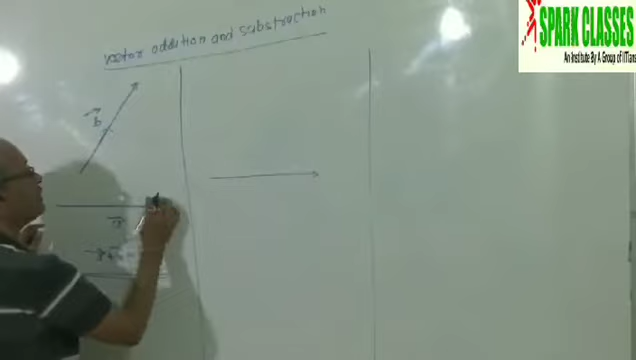 vector addition and substraction
SPARK CLASSES
An Institute By A Group of IITians
b
a